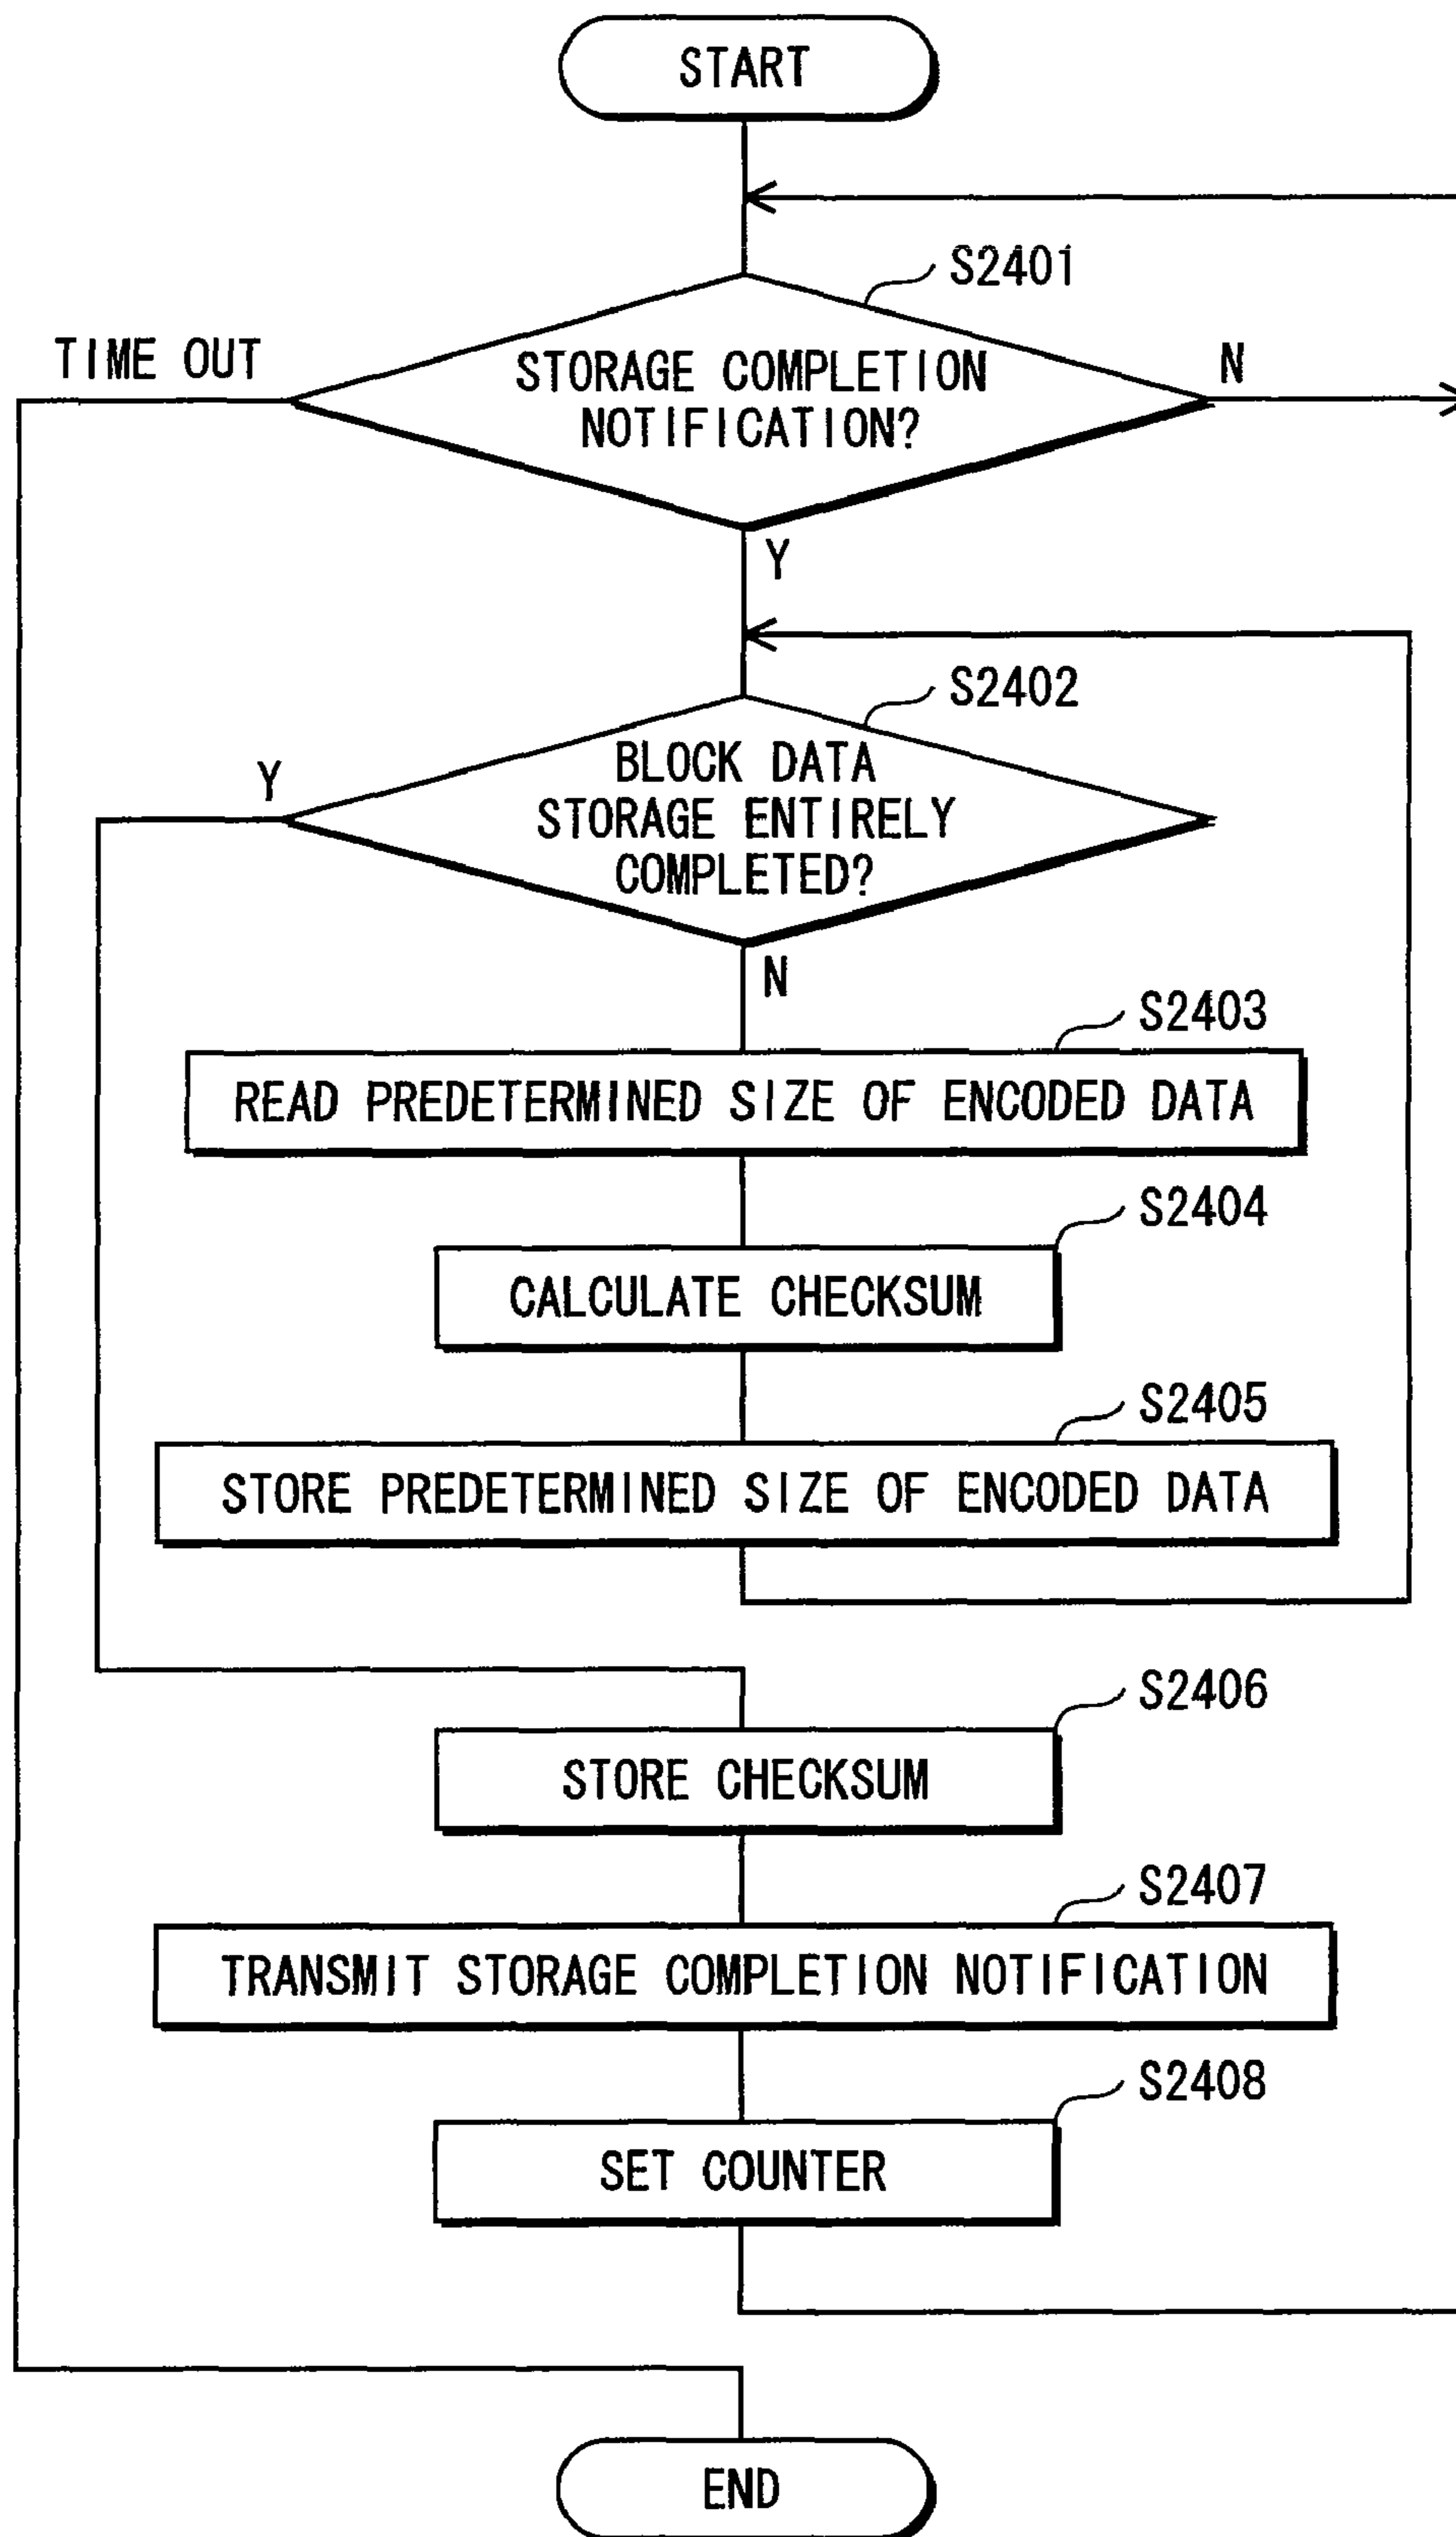 START
S2401
TIME OUT
STORAGE COMPLETION
NOTIFICATION?
N
Y
S2402
Y
BLOCK DATA
STORAGE ENTIRELY
COMPLETED?
N
S2403
READ PREDETERMINED SIZE OF ENCODED DATA
S2404
CALCULATE CHECKSUM
S2405
STORE PREDETERMINED SIZE OF ENCODED DATA
S2406
STORE CHECKSUM
S2407
TRANSMIT STORAGE COMPLETION NOTIFICATION
S2408
SET COUNTER
END